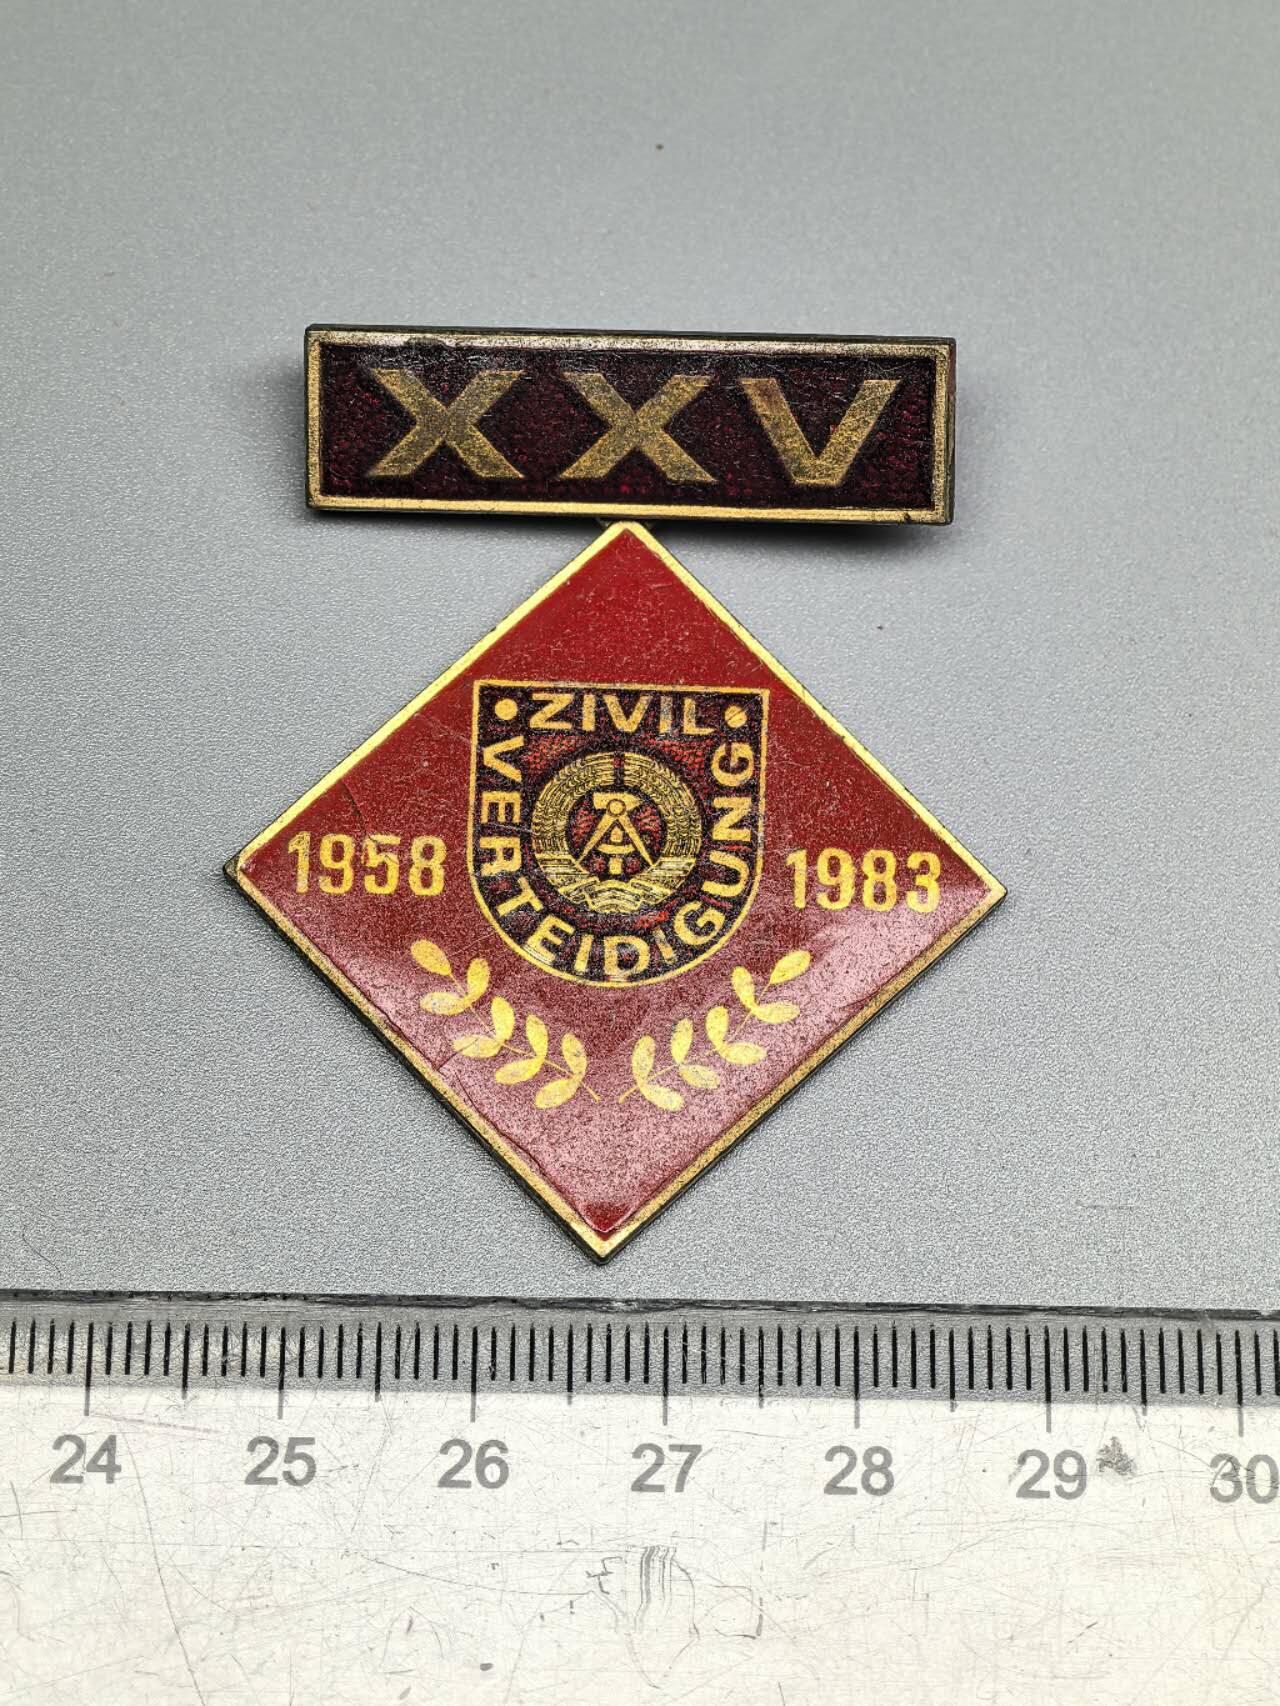 XXV
• ZIVIL •
VERTEIDIGUNG
1958
1983
24 25 26 27 28 29 30